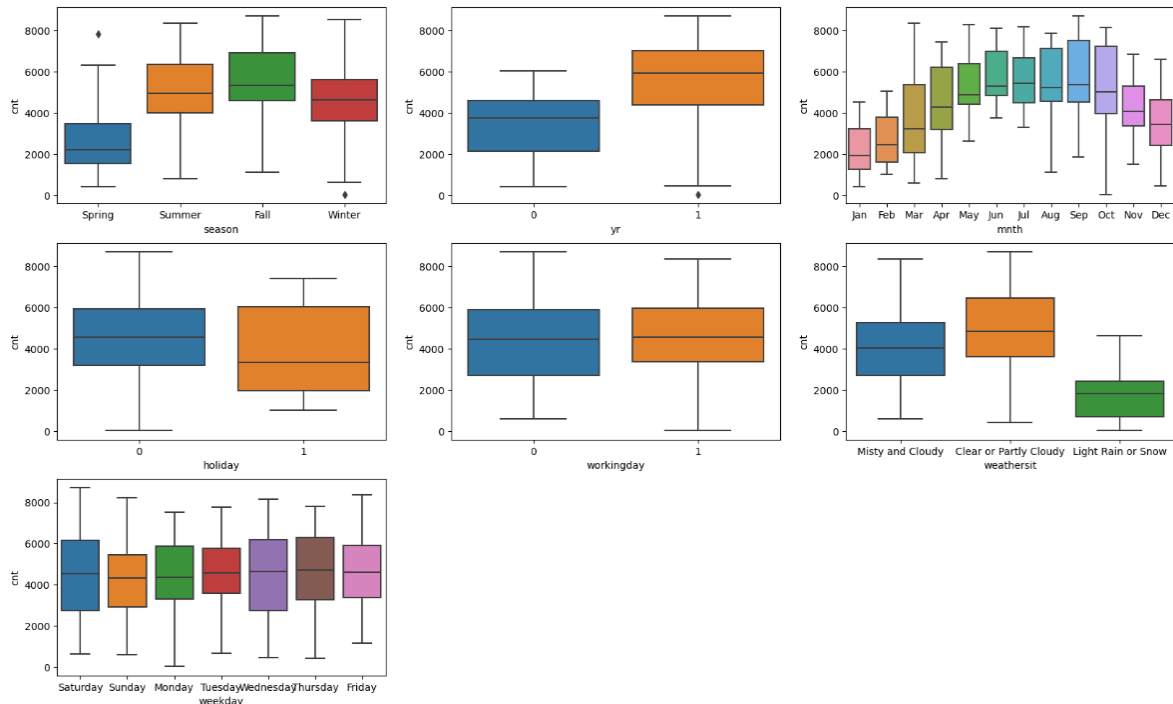 8000
6000
4000
2000
0
cnt
Spring Summer Fall Winter
season
8000
6000
4000
2000
0
cnt
0 1
yr
8000
6000
4000
2000
0
cnt
Jan Feb Mar Apr May Jun Jul Aug Sep Oct Nov Dec
mnth
8000
6000
4000
2000
0
cnt
0 1
holiday
8000
6000
4000
2000
0
cnt
0 1
workingday
8000
6000
4000
2000
0
cnt
Misty and Cloudy Clear or Partly Cloudy Light Rain or Snow
weathersit
8000
6000
4000
2000
0
cnt
Saturday Sunday Monday Tuesday Wednesday Thursday Friday
weekday